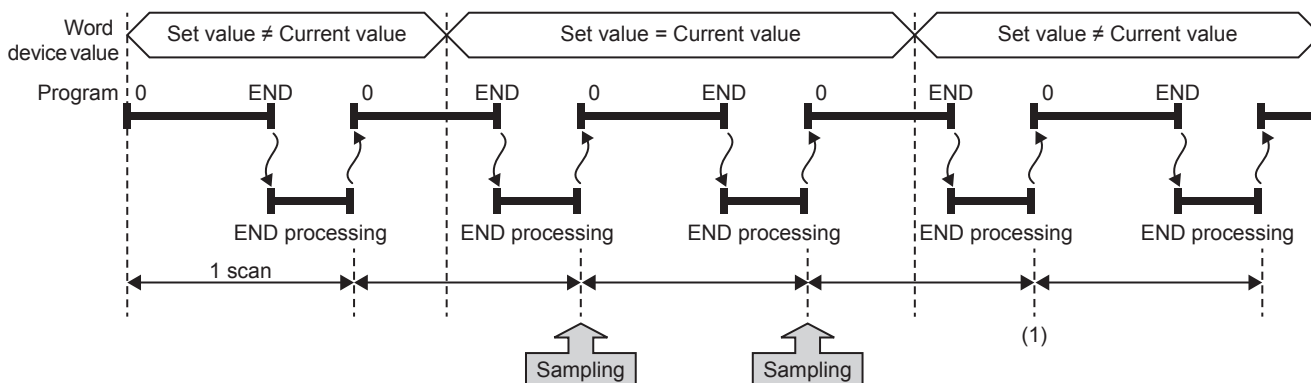 Word
device value
Set value ≠ Current value
Set value = Current value
Set value ≠ Current value
Program
0
END
0
END
0
END
0
END
0
END
END processing
END processing
END processing
END processing
END processing
1 scan
(1)
Sampling
Sampling